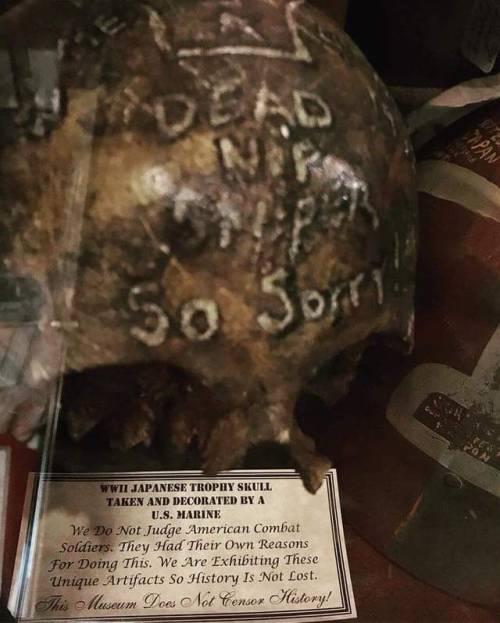 DEAD
NIP
SNIPER
So Sorry!
WWII JAPANESE TROPHY SKULL
TAKEN AND DECORATED BY A
U.S. MARINE
We Do Not Judge American Combat
Soldiers. They Had Their Own Reasons
For Doing This. We Are Exhibiting These
Unique Artifacts So History Is Not Lost.
This Museum Does Not Censor History!